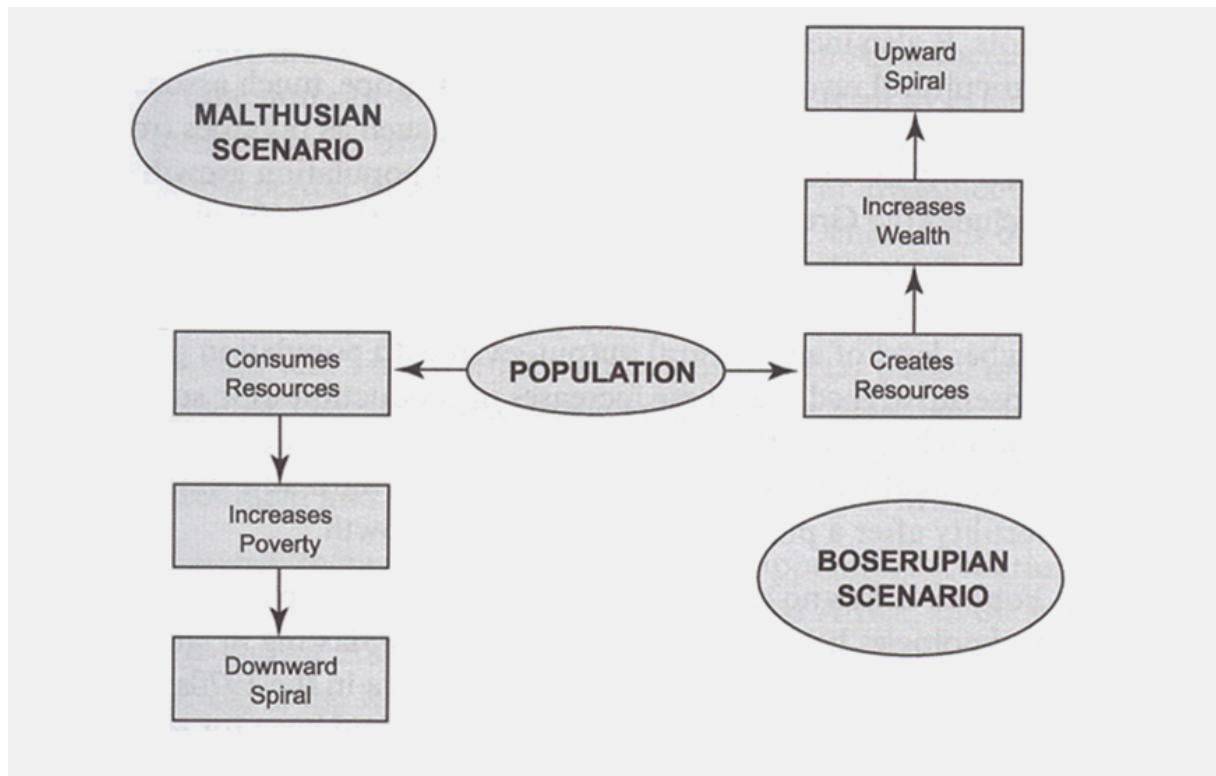 MALTHUSIAN
SCENARIO
Upward
Spiral
Increases
Wealth
Consumes
Resources
POPULATION
Creates
Resources
Increases
Poverty
BOSERUPIAN
SCENARIO
Downward
Spiral